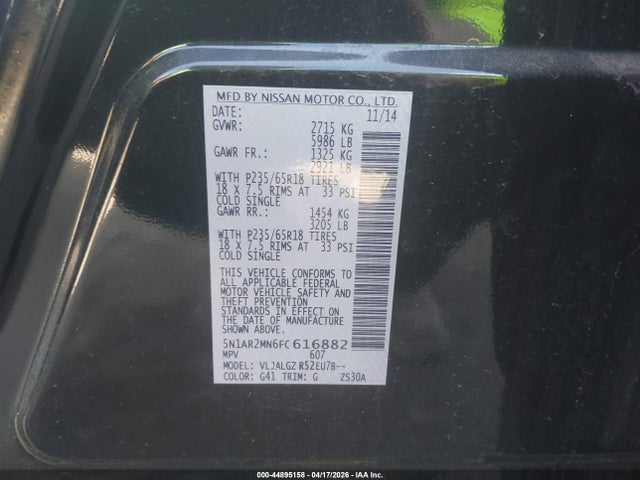 MFD BY NISSAN MOTOR CO., LTD.
DATE: 11/14
GVWR: 2715 KG
5986 LB
GAWR FR.: 1325 KG
2921 LB
WITH P235/65R18 TIRES
18 X 7.5 RIMS AT 33 PSI
COLD SINGLE
GAWR RR.: 1454 KG
3205 LB
WITH P235/65R18 TIRES
18 X 7.5 RIMS AT 33 PSI
COLD SINGLE
THIS VEHICLE CONFORMS TO
ALL APPLICABLE FEDERAL
MOTOR VEHICLE SAFETY AND
THEFT PREVENTION
STANDARDS IN EFFECT ON
THE DATE OF MANUFACTURE
SHOWN ABOVE.
5N1AR2MN6FC616882
MPV 607
MODEL: VLJALGZ R52EU7B--
COLOR: G41 TRIM: G ZS30A
000-44895158 - 04/17/2026 - IAA Inc.